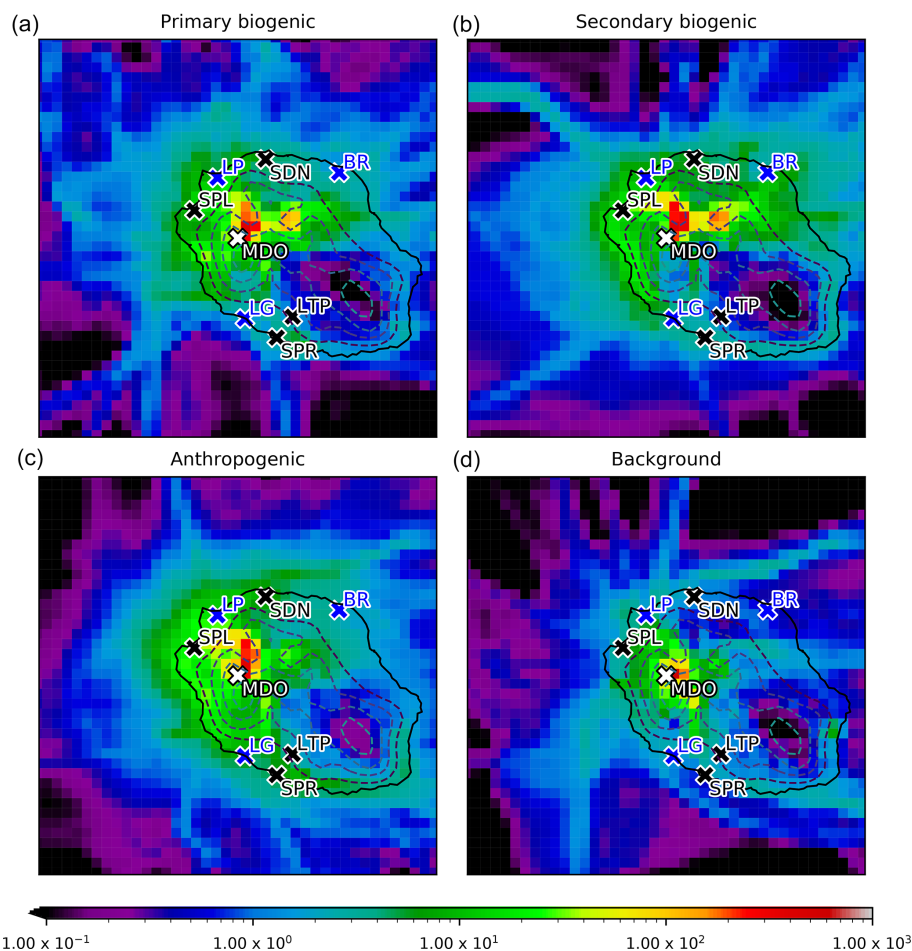 (a) Primary biogenic
LP
SDN
BR
SPL
MDO
LG
LTP
SPR
(b) Secondary biogenic
LP
SDN
BR
SPL
MDO
LG
LTP
SPR
(c) Anthropogenic
LP
SDN
BR
SPL
MDO
LG
LTP
SPR
(d) Background
LP
SDN
BR
SPL
MDO
LG
LTP
SPR
1.00 x 10⁻¹ 1.00 x 10⁰ 1.00 x 10¹ 1.00 x 10² 1.00 x 10³